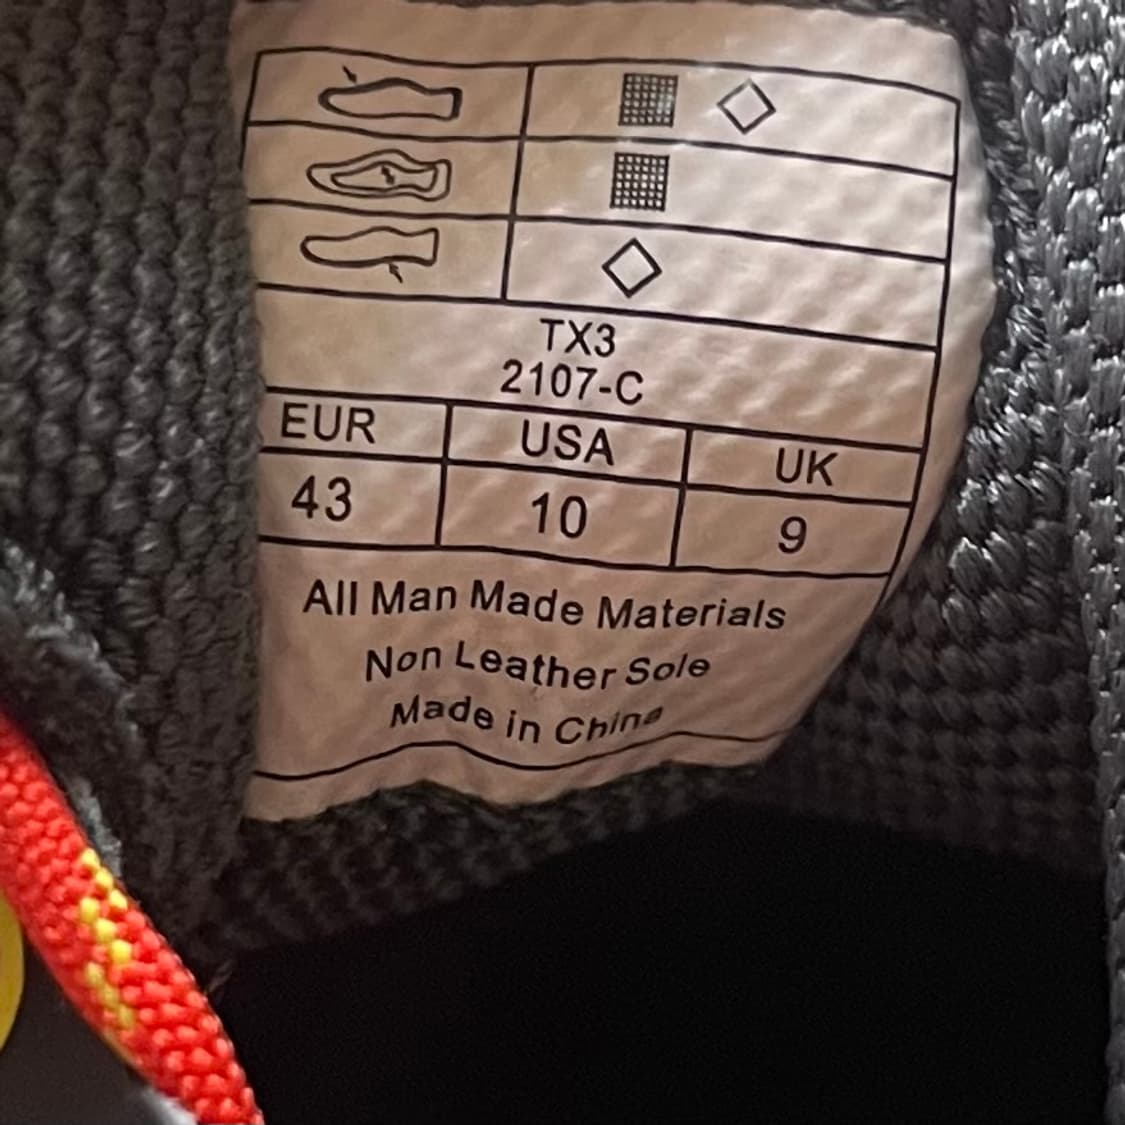 TX3
2107-C
EUR USA UK
43 10 9
All Man Made Materials
Non Leather Sole
Made in China